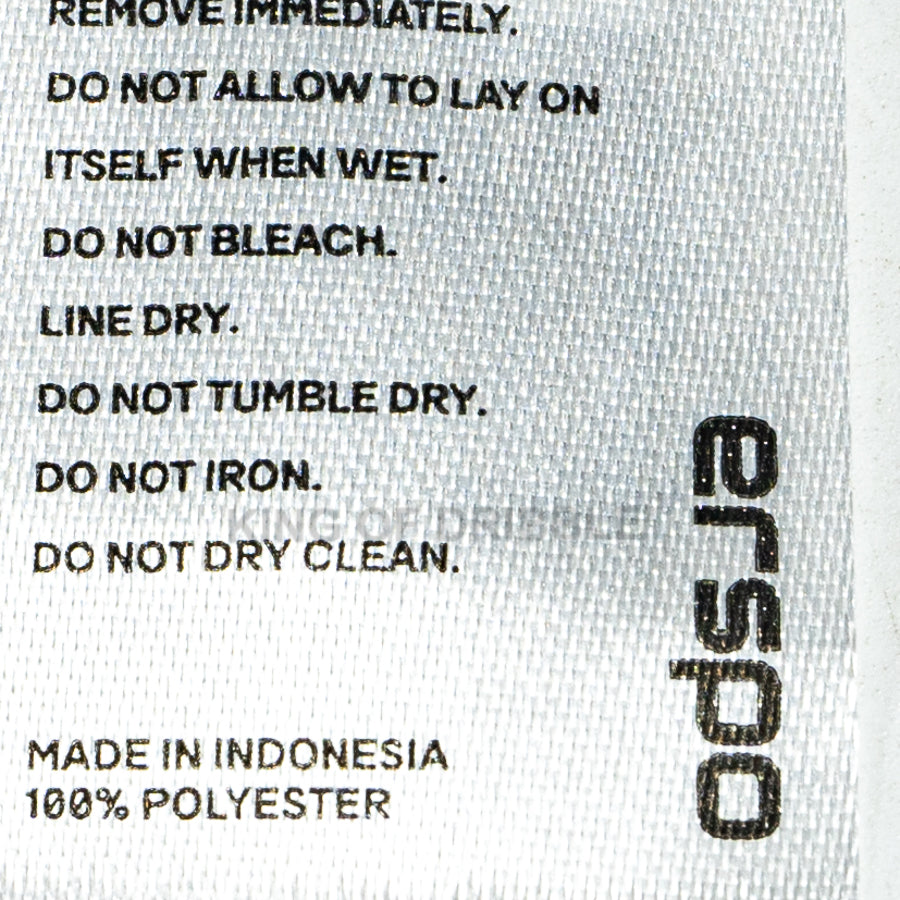 REMOVE IMMEDIATELY.
DO NOT ALLOW TO LAY ON
ITSELF WHEN WET.
DO NOT BLEACH.
LINE DRY.
DO NOT TUMBLE DRY.
DO NOT IRON.
KING OF DRIBBLE
DO NOT DRY CLEAN.
MADE IN INDONESIA
100% POLYESTER
erspo